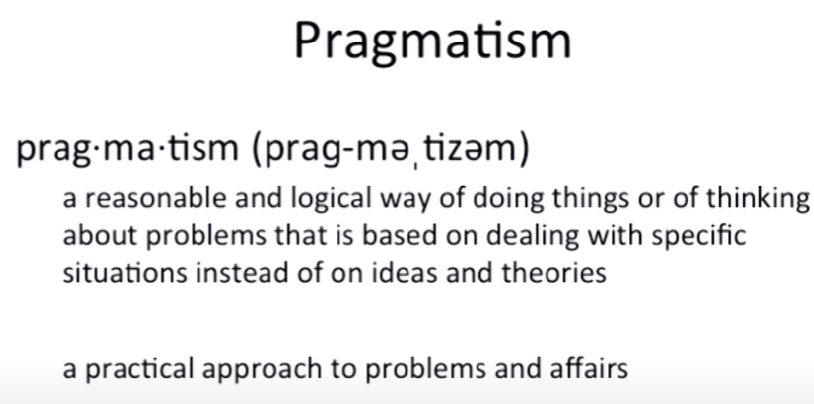 Pragmatism
prag·ma·tism (prag-məˌtizəm)
a reasonable and logical way of doing things or of thinking
about problems that is based on dealing with specific
situations instead of on ideas and theories
a practical approach to problems and affairs